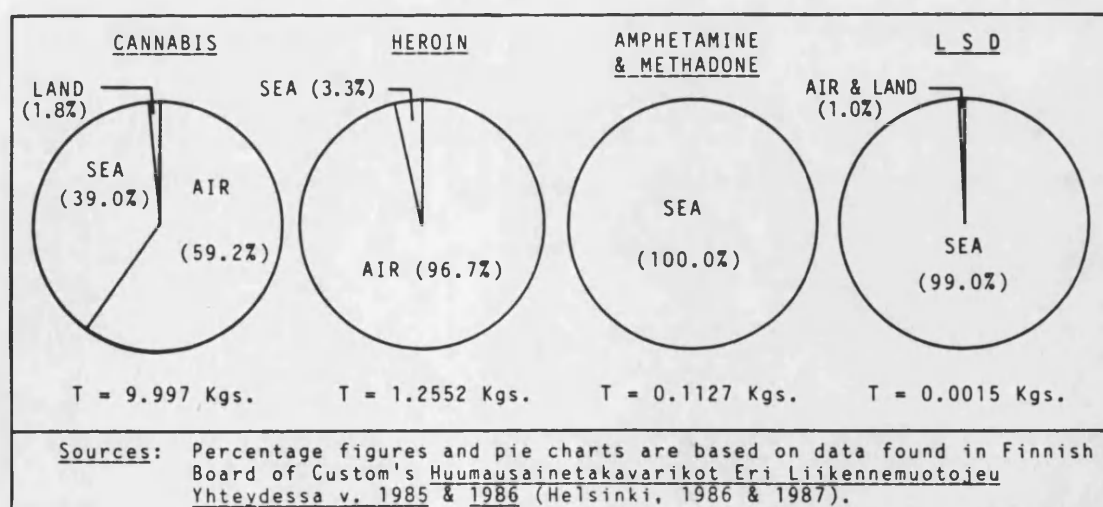 CANNABIS
HEROIN
AMPHETAMINE
& METHADONE
L S D
LAND
(1.8%)
SEA
(39.0%)
AIR
(59.2%)
SEA (3.3%)
AIR (96.7%)
SEA
(100.0%)
AIR & LAND
(1.0%)
SEA
(99.0%)
T = 9.997 Kgs.
T = 1.2552 Kgs.
T = 0.1127 Kgs.
T = 0.0015 Kgs.
Sources: Percentage figures and pie charts are based on data found in Finnish
Board of Custom's Huumausainetakavarikot Eri Liikennemuotojeu
Yhteydessa v. 1985 & 1986 (Helsinki, 1986 & 1987).